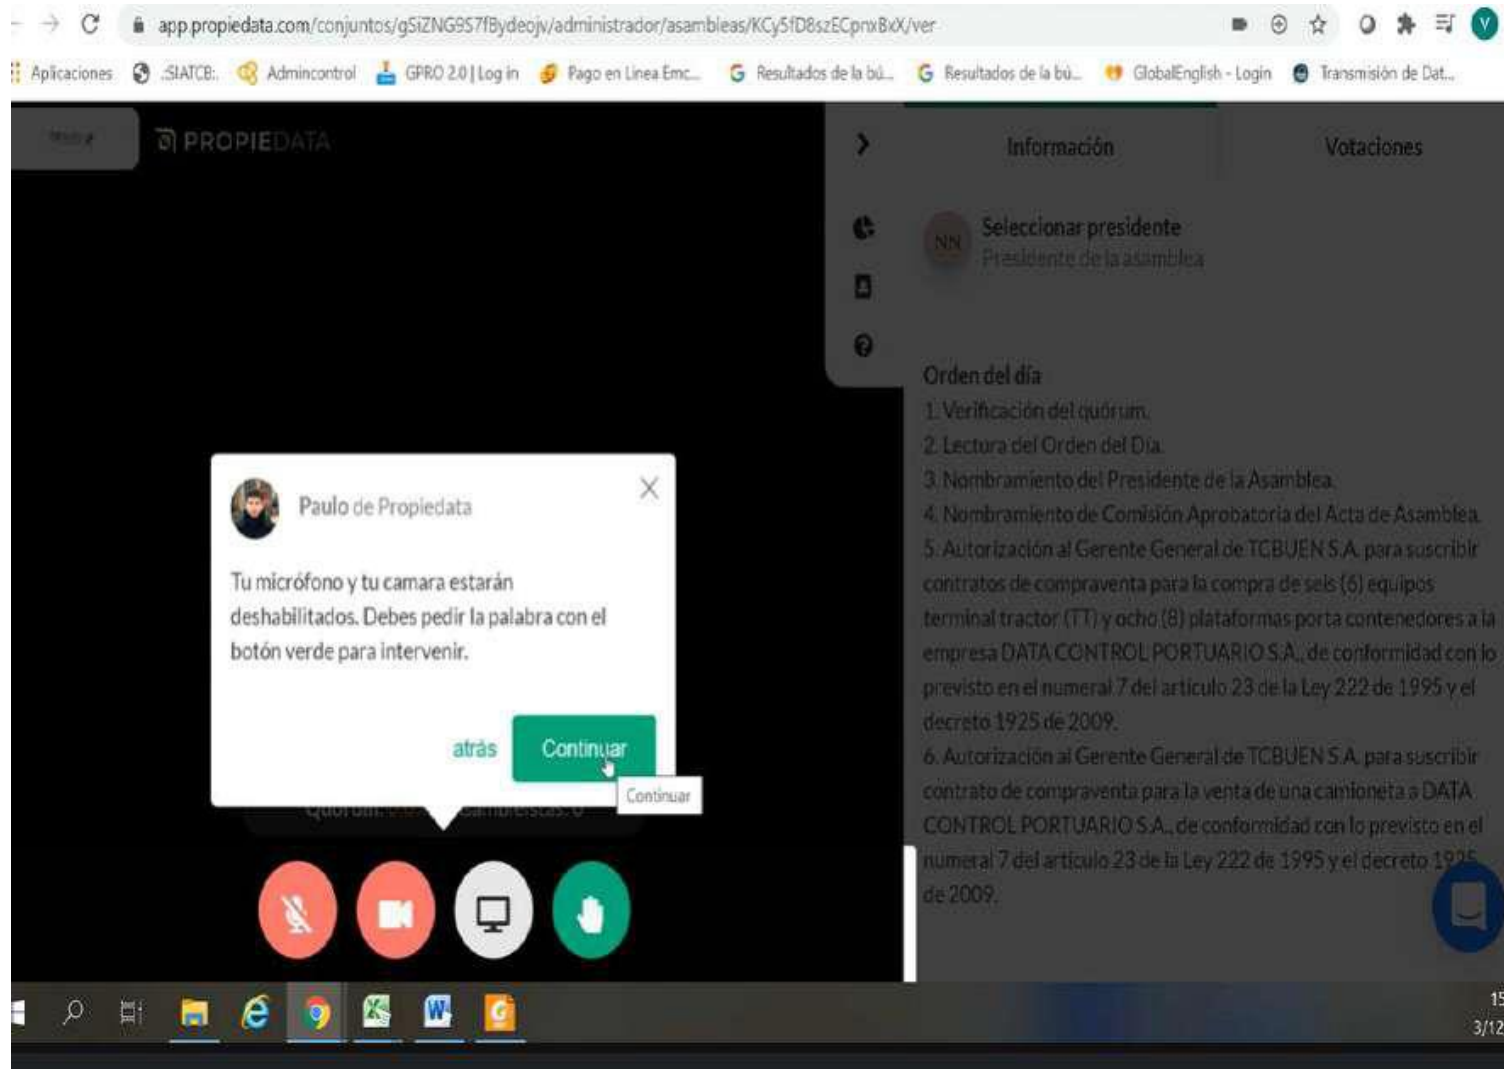 app.propiedata.com/conjuntos/gSiZNG9S7fBydeojv/administrador/asambleas/KCy5fD8szECpnxBxX/ver
V
Aplicaciones :SIATCB:. Admincontrol GPRO 2.0 | Log in Pago en Linea Emc... Resultados de la bú... Resultados de la bú... GlobalEnglish - Login Transmisión de Dat...
PROPIEDATA
Información Votaciones
NN Seleccionar presidente
Presidente de la asamblea
Orden del día
1. Verificación del quórum.
2. Lectura del Orden del Día.
3. Nombramiento del Presidente de la Asamblea.
4. Nombramiento de Comisión Aprobatoria del Acta de Asamblea.
5. Autorización al Gerente General de TCBUEN S.A. para suscribir
contratos de compraventa para la compra de seis (6) equipos
terminal tractor (TT) y ocho (8) plataformas porta contenedores a la
empresa DATA CONTROL PORTUARIO S.A., de conformidad con lo
previsto en el numeral 7 del artículo 23 de la Ley 222 de 1995 y el
decreto 1925 de 2009.
6. Autorización al Gerente General de TCBUEN S.A. para suscribir
contrato de compraventa para la venta de una camioneta a DATA
CONTROL PORTUARIO S.A., de conformidad con lo previsto en el
numeral 7 del artículo 23 de la Ley 222 de 1995 y el decreto 1925
de 2009.
Paulo de Propiedata
Tu micrófono y tu camara estarán
deshabilitados. Debes pedir la palabra con el
botón verde para intervenir.
atrás Continuar
Continuar
15
3/12